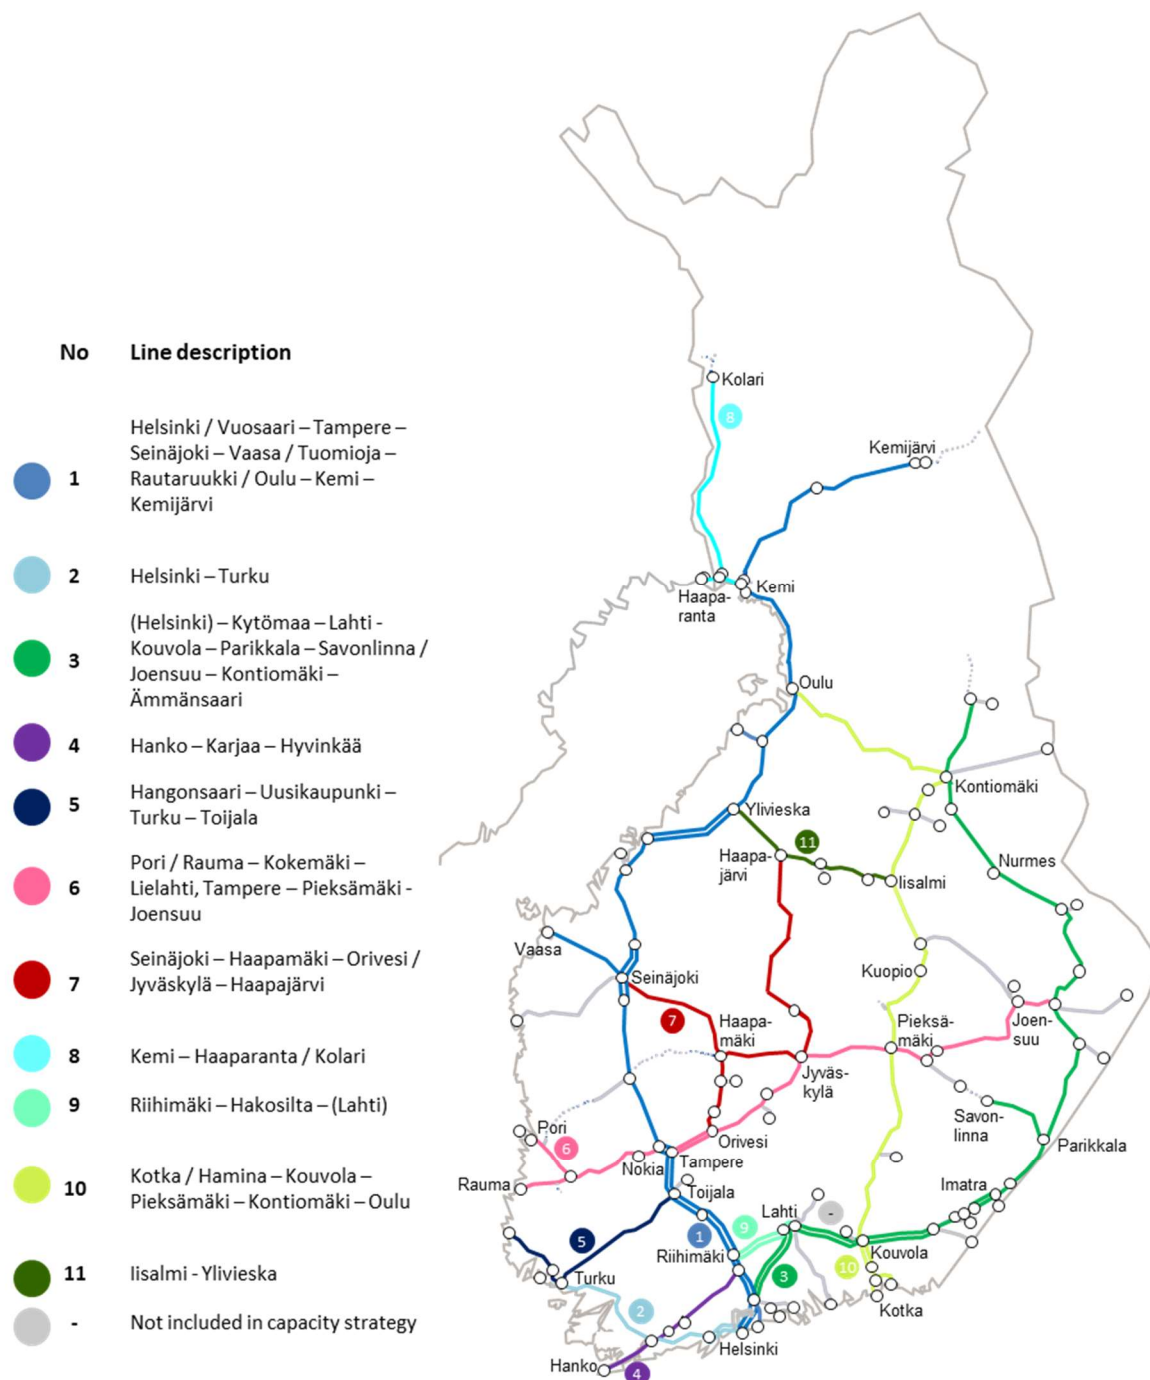 No Line description
Helsinki / Vuosaari – Tampere –
Seinäjoki – Vaasa / Tuomioja –
1 Rautaruukki / Oulu – Kemi –
Kemijärvi
2 Helsinki – Turku
(Helsinki) – Kytömaa – Lahti -
3 Kouvola – Parikkala – Savonlinna /
Joensuu – Kontiomäki –
Ämmänsaari
4 Hanko – Karjaa – Hyvinkää
5 Hangonsaari – Uusikaupunki –
Turku – Toijala
Pori / Rauma – Kokemäki –
6 Lielahti, Tampere – Pieksämäki -
Joensuu
7 Seinäjoki – Haapamäki – Orivesi /
Jyväskylä – Haapajärvi
8 Kemi – Haaparanta / Kolari
9 Riihimäki – Hakosilta – (Lahti)
10 Kotka / Hamina – Kouvola –
Pieksämäki – Kontiomäki – Oulu
11 Iisalmi - Ylivieska
- Not included in capacity strategy
Kolari
8
Kemijärvi
Kemi
Haapa-
ranta
Oulu
Kontiomäki
Ylivieska
11
Haapa-
järvi
Iisalmi
Nurmes
Vaasa
Seinäjoki
Kuopio
7
Haapa-
mäki
Pieksä-
mäki
Joen-
suu
Jyväs-
kylä
Savon-
linna
Pori
6
Orivesi
Parikkala
Nokia
Tampere
Rauma
Toijala
Imatra
Lahti
-
9
5
1
Riihimäki
Kouvola
3
10
Turku
2
Kotka
Helsinki
Hanko
4